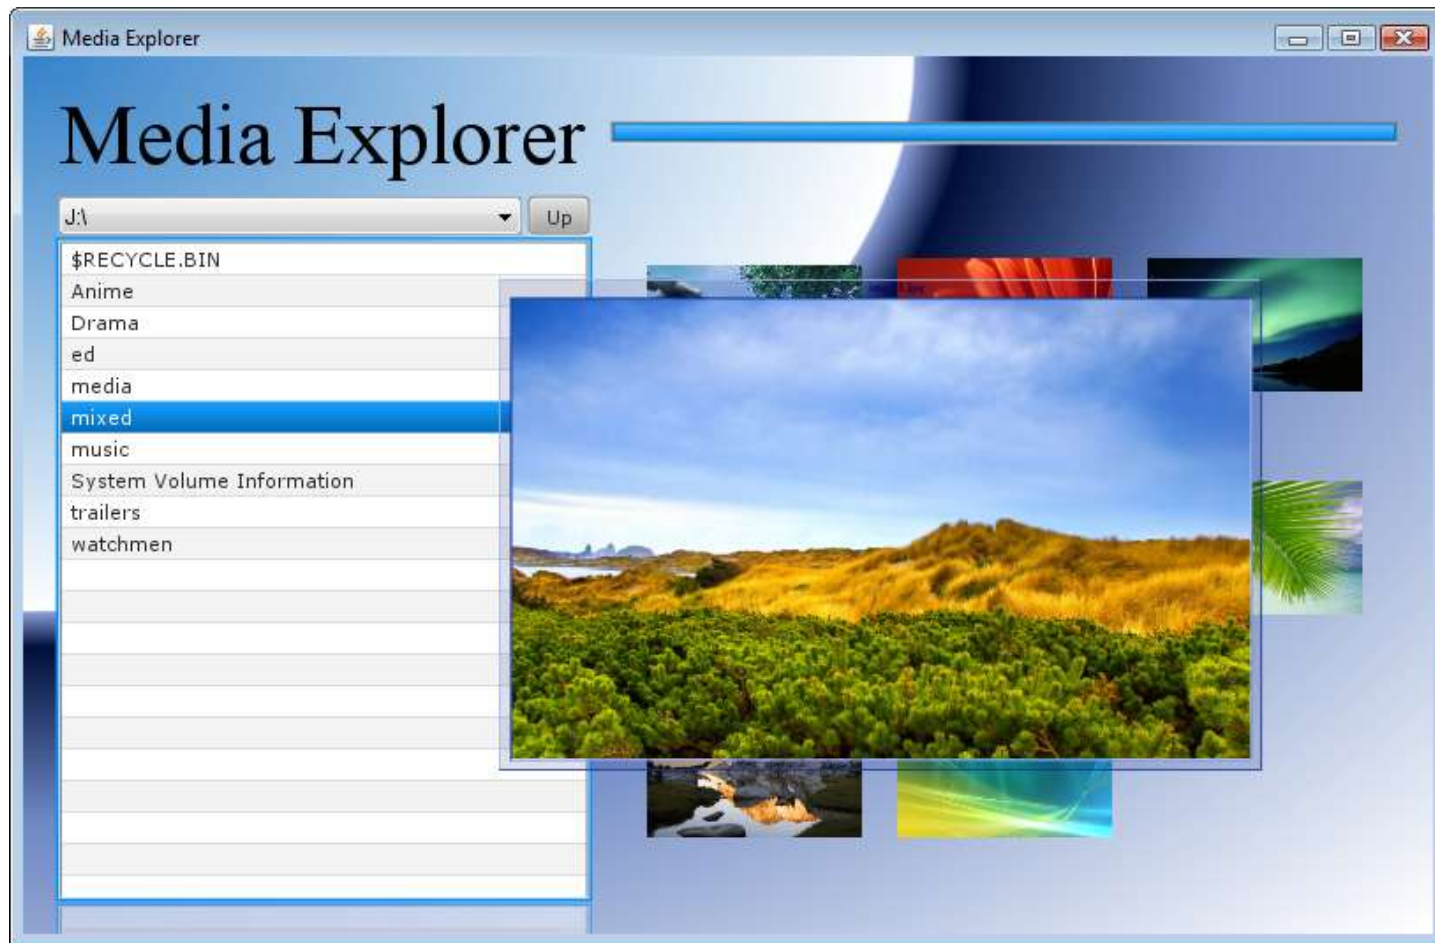 Media Explorer
Media Explorer
J:\
Up
$RECYCLE.BIN
Anime
Drama
ed
media
mixed
music
System Volume Information
trailers
watchmen